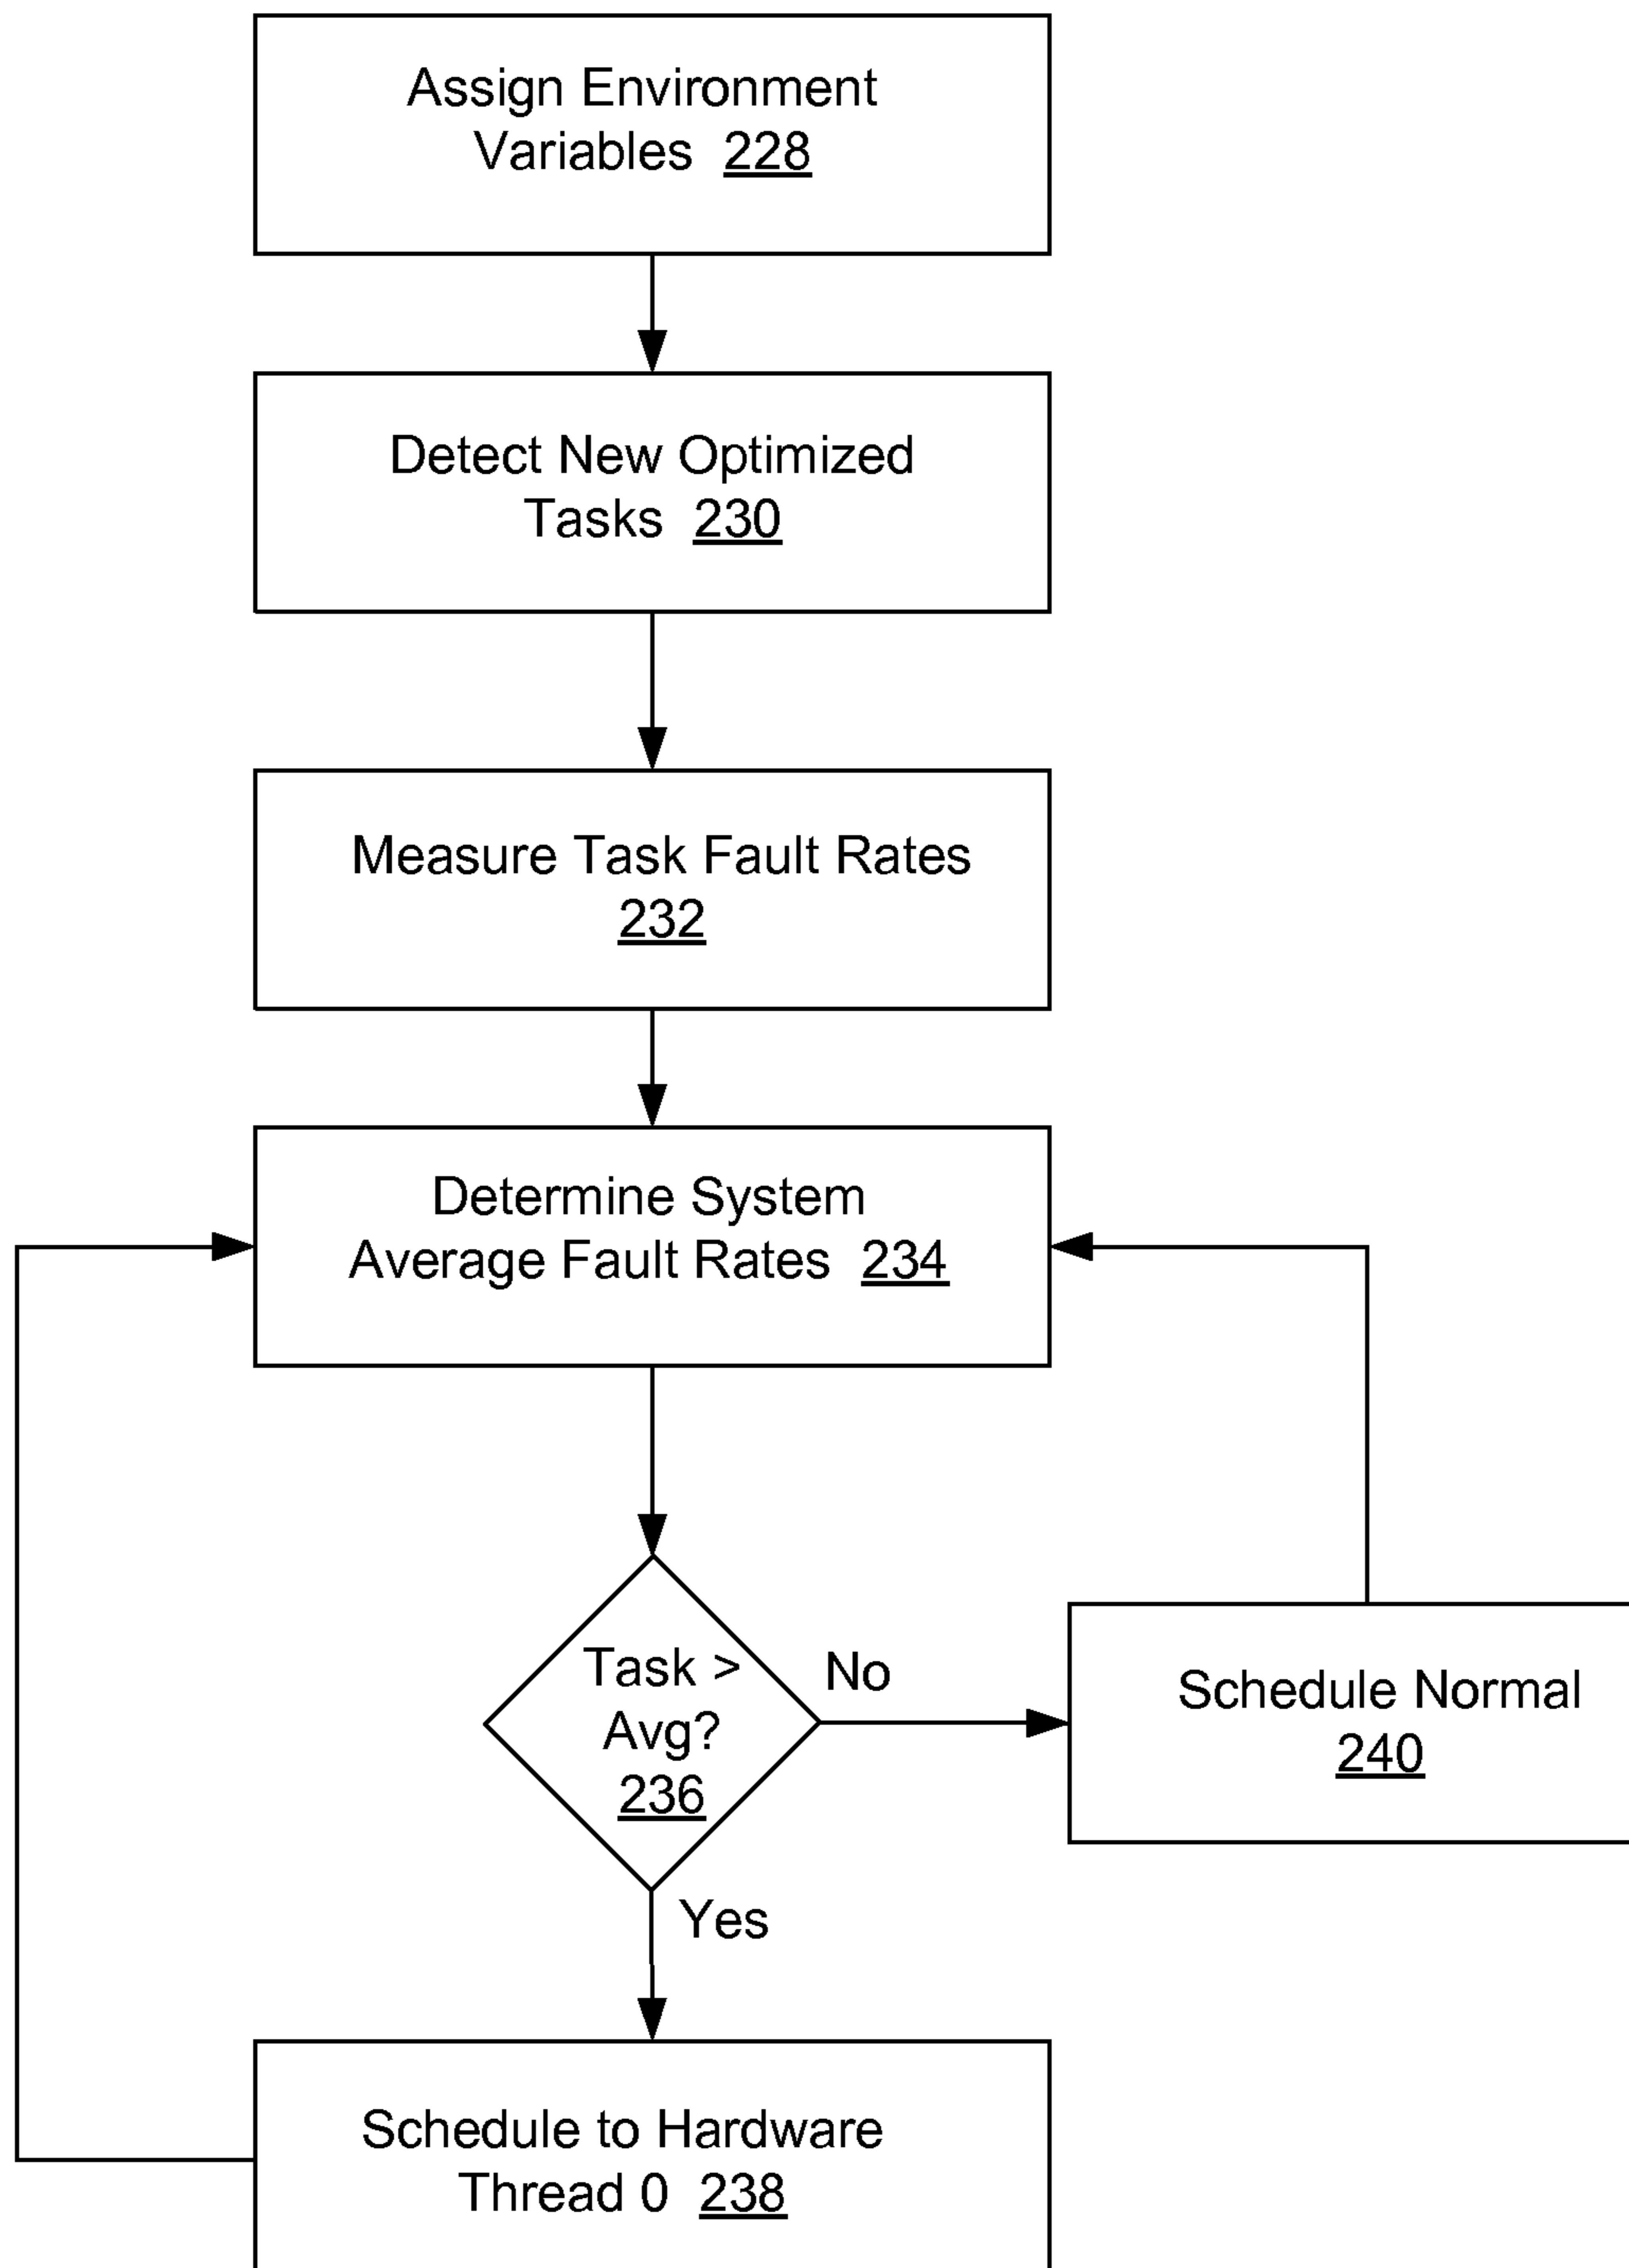 Assign Environment
Variables 228
Detect New Optimized
Tasks 230
Measure Task Fault Rates
232
Determine System
Average Fault Rates 234
Task >
Avg?
236
No
Schedule Normal
240
Yes
Schedule to Hardware
Thread 0 238